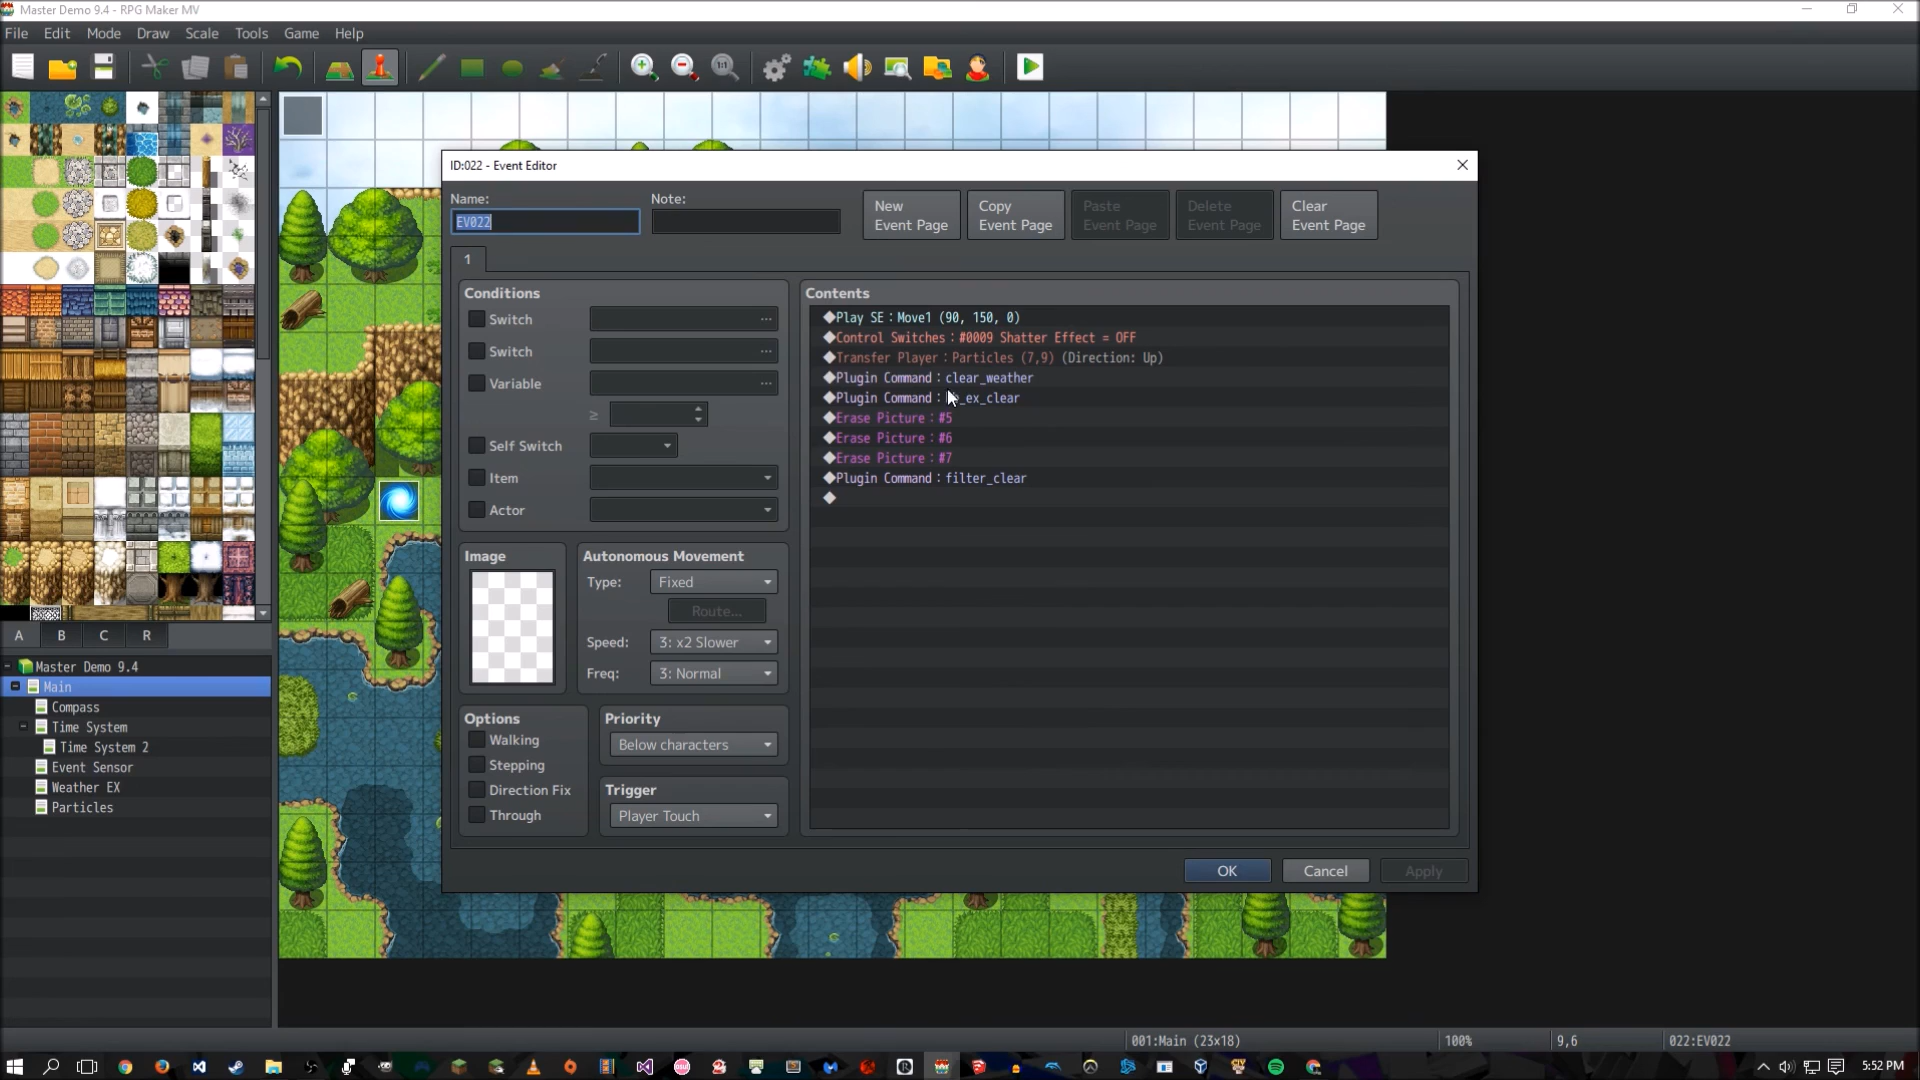 Master Demo 9.4 - RPG Maker MV
File Edit Mode Draw Scale Tools Game Help
1:1
ID:022 - Event Editor
Name:
Note:
EV022
New Event Page
Copy Event Page
Paste Event Page
Delete Event Page
Clear Event Page
1
Conditions
Switch ...
Switch ...
Variable ...
≥
Self Switch
Item
Actor
Image
Autonomous Movement
Type: Fixed
Route...
Speed: 3: x2 Slower
Freq: 3: Normal
Options
Walking
Stepping
Direction Fix
Through
Priority
Below characters
Trigger
Player Touch
Contents
◆Play SE：Move1 (90, 150, 0)
◆Control Switches：#0009 Shatter Effect = OFF
◆Transfer Player：Particles (7,9) (Direction: Up)
◆Plugin Command：clear_weather
◆Plugin Command：_ex_clear
◆Erase Picture：#5
◆Erase Picture：#6
◆Erase Picture：#7
◆Plugin Command：filter_clear
◆
OK Cancel Apply
A B C R
Master Demo 9.4
Main
Compass
Time System
Time System 2
Event Sensor
Weather EX
Particles
001:Main (23x18) 100% 9,6 022:EV022
5:52 PM